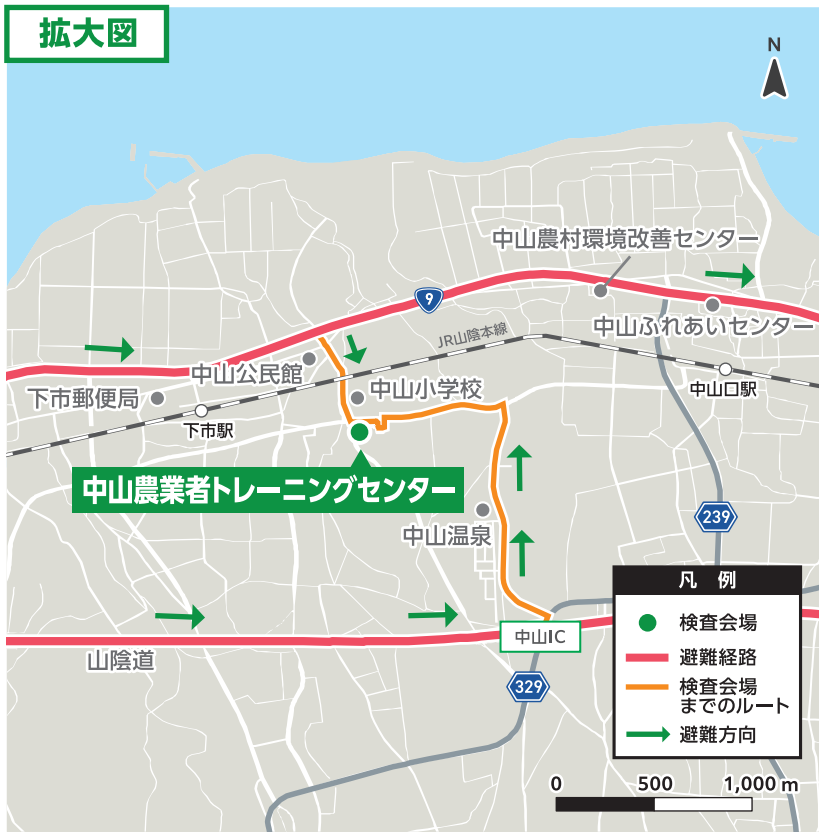 拡大図
N
中山農村環境改善センター
9
中山ふれあいセンター
JR山陰本線
中山公民館
中山口駅
下市郵便局
中山小学校
下市駅
中山農業者トレーニングセンター
239
中山温泉
凡 例
検査会場
避難経路
検査会場
までのルート
避難方向
中山IC
山陰道
329
0 500 1,000 m